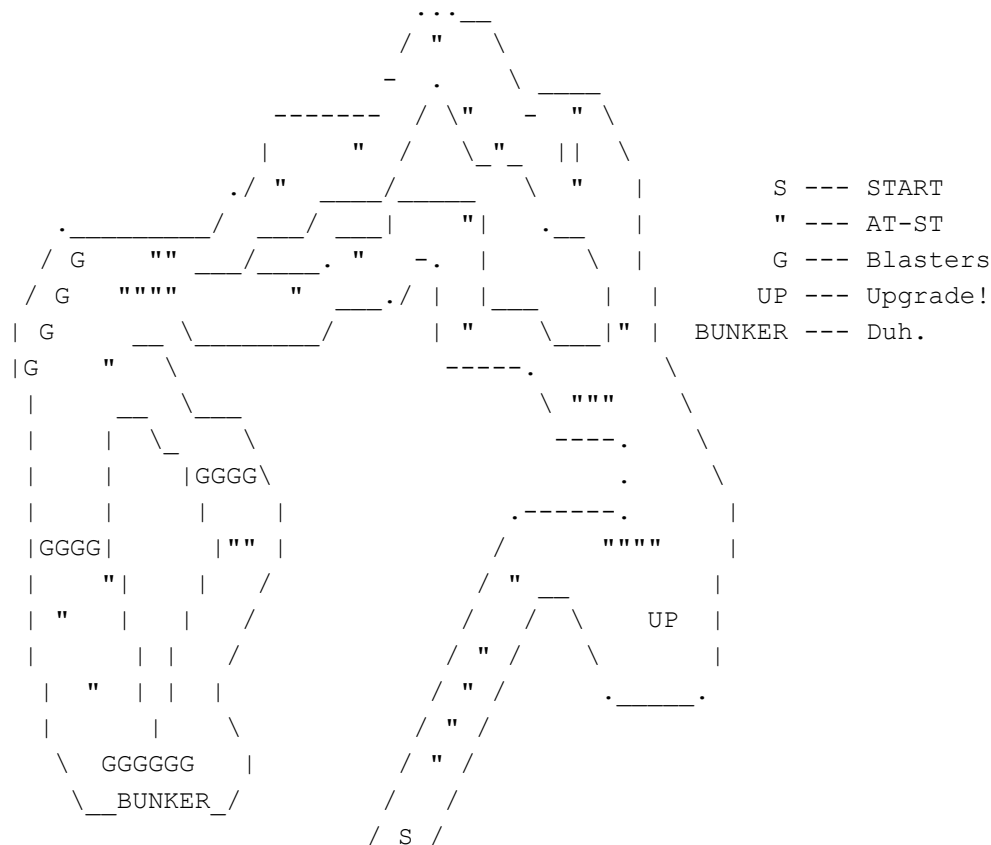 S --- START
" --- AT-ST
G --- Blasters
UP --- Upgrade!
BUNKER --- Duh.
G
G
G
G
GGGG
GGGG
UP
GGGGGG
BUNKER
S